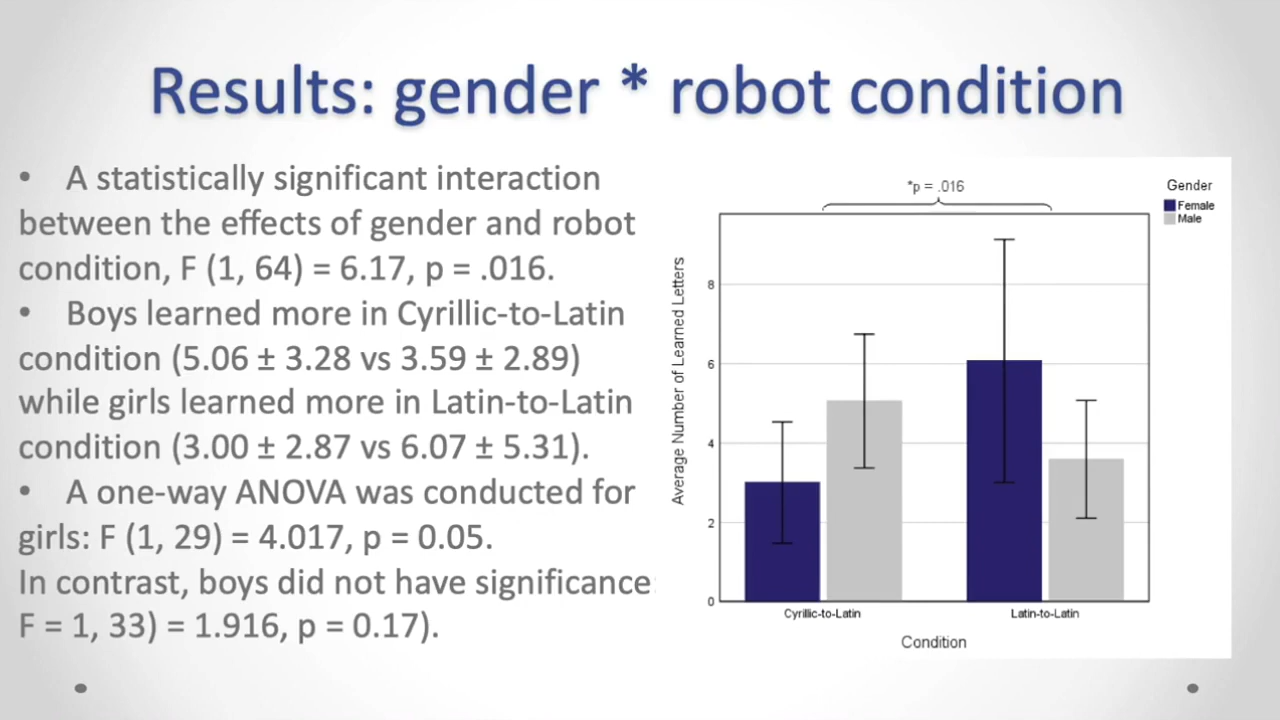 Results: gender * robot condition
• A statistically significant interaction
between the effects of gender and robot
condition, F (1, 64) = 6.17, p = .016.
• Boys learned more in Cyrillic-to-Latin
condition (5.06 ± 3.28 vs 3.59 ± 2.89)
while girls learned more in Latin-to-Latin
condition (3.00 ± 2.87 vs 6.07 ± 5.31).
• A one-way ANOVA was conducted for
girls: F (1, 29) = 4.017, p = 0.05.
In contrast, boys did not have significance
F = 1, 33) = 1.916, p = 0.17).
*p = .016
Gender
Female
Male
Average Number of Learned Letters
8
6
4
2
0
Cyrillic-to-Latin
Latin-to-Latin
Condition